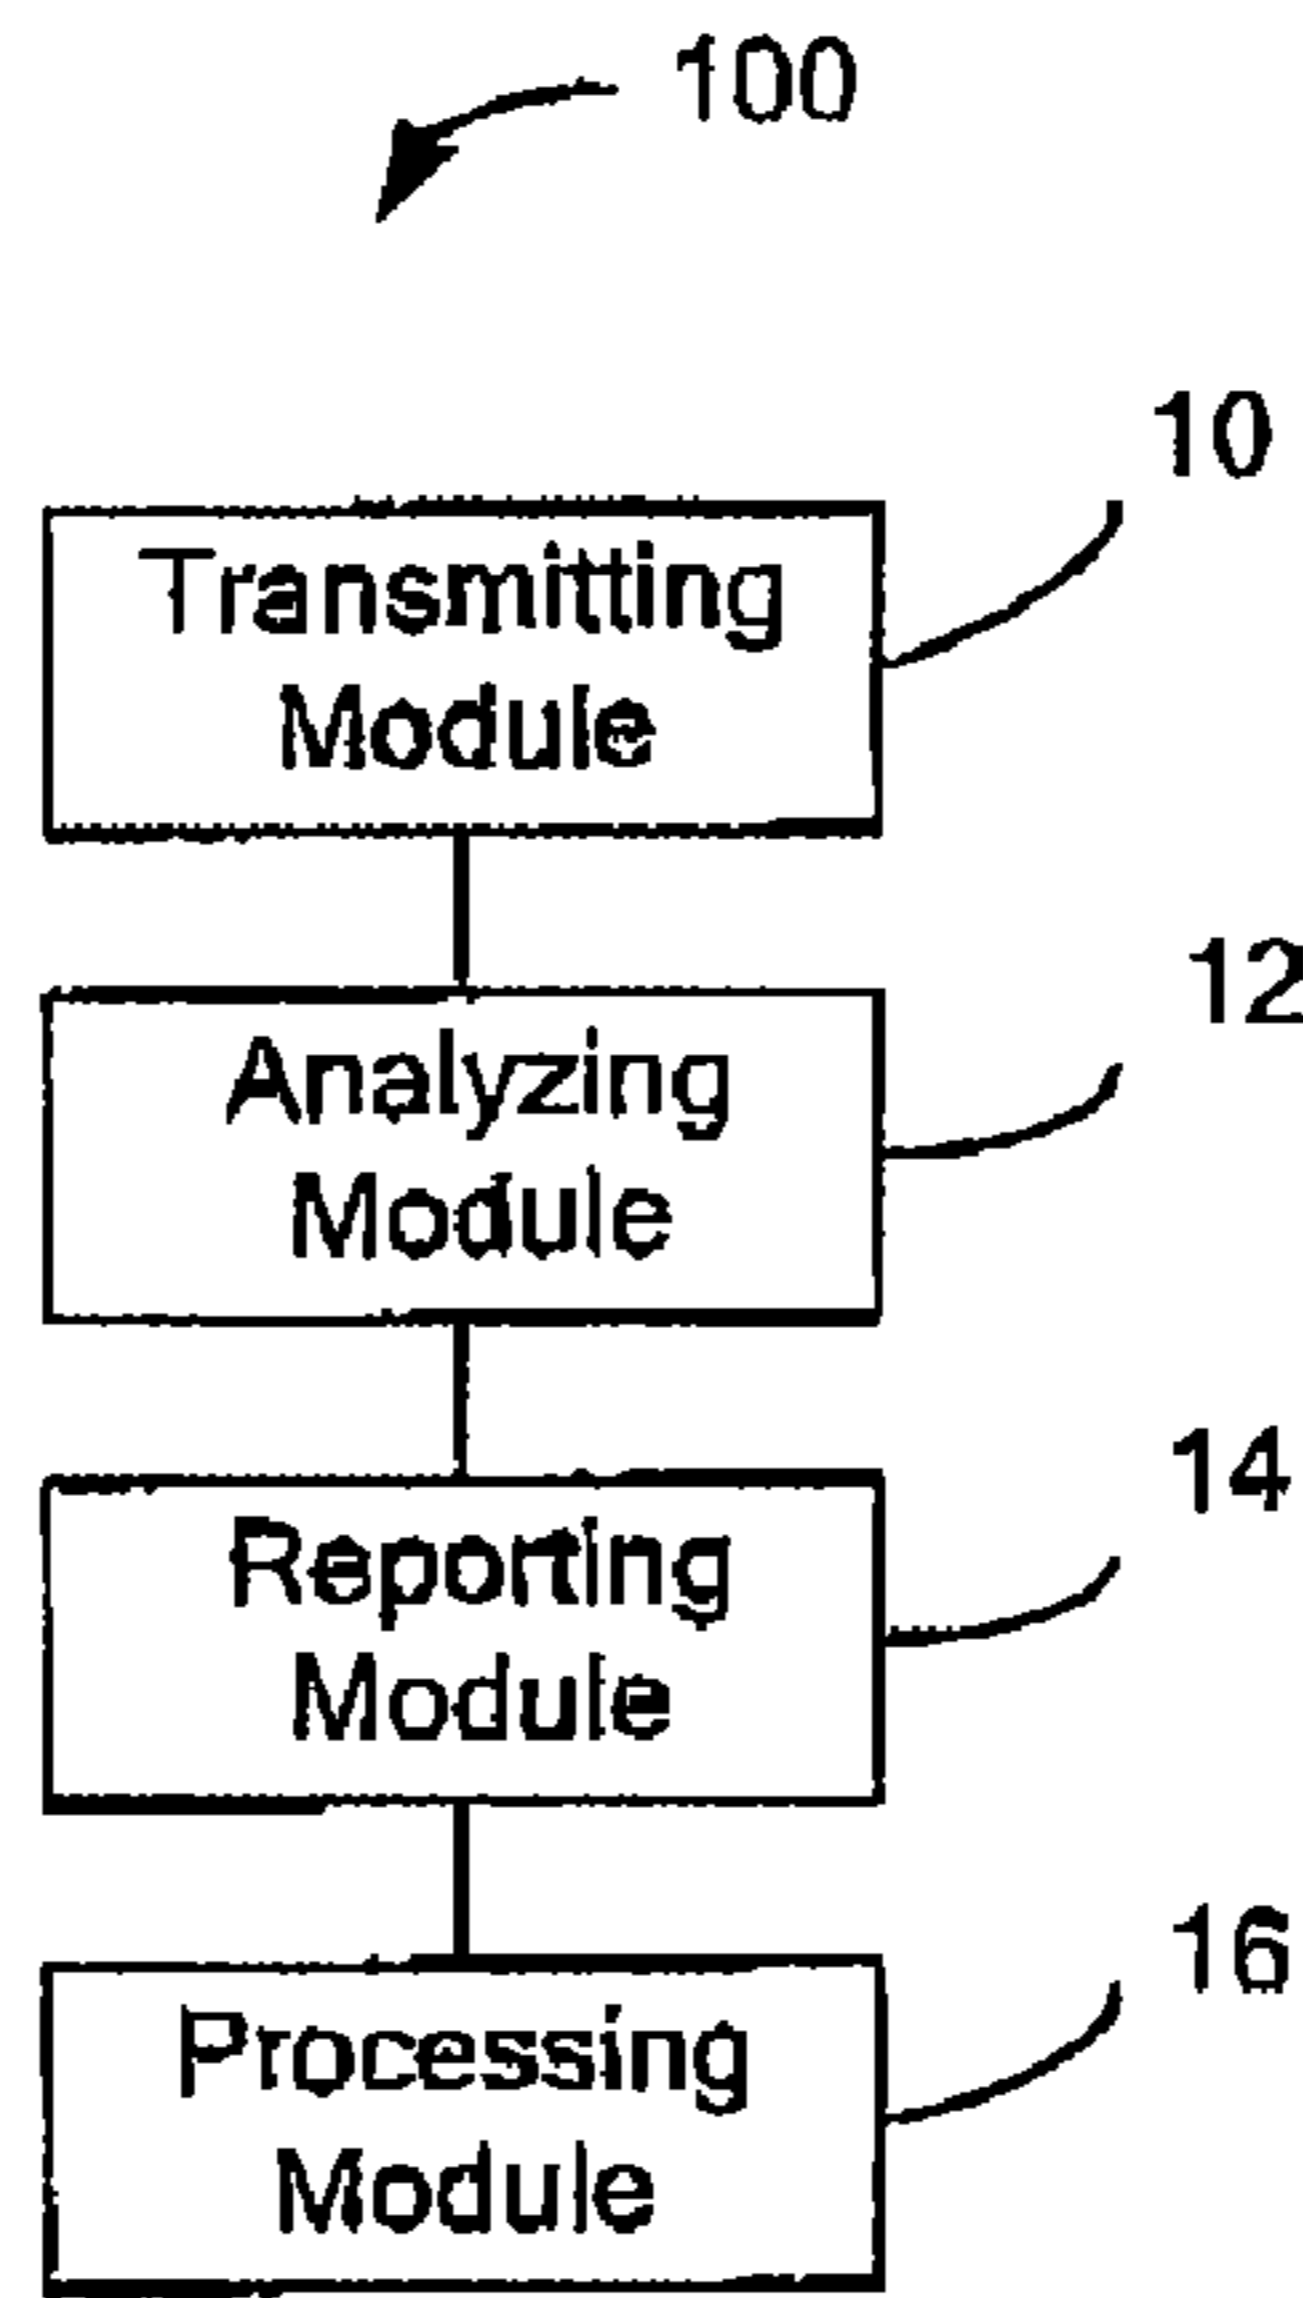 100
10
Transmitting
Module
12
Analyzing
Module
14
Reporting
Module
16
Processing
Module